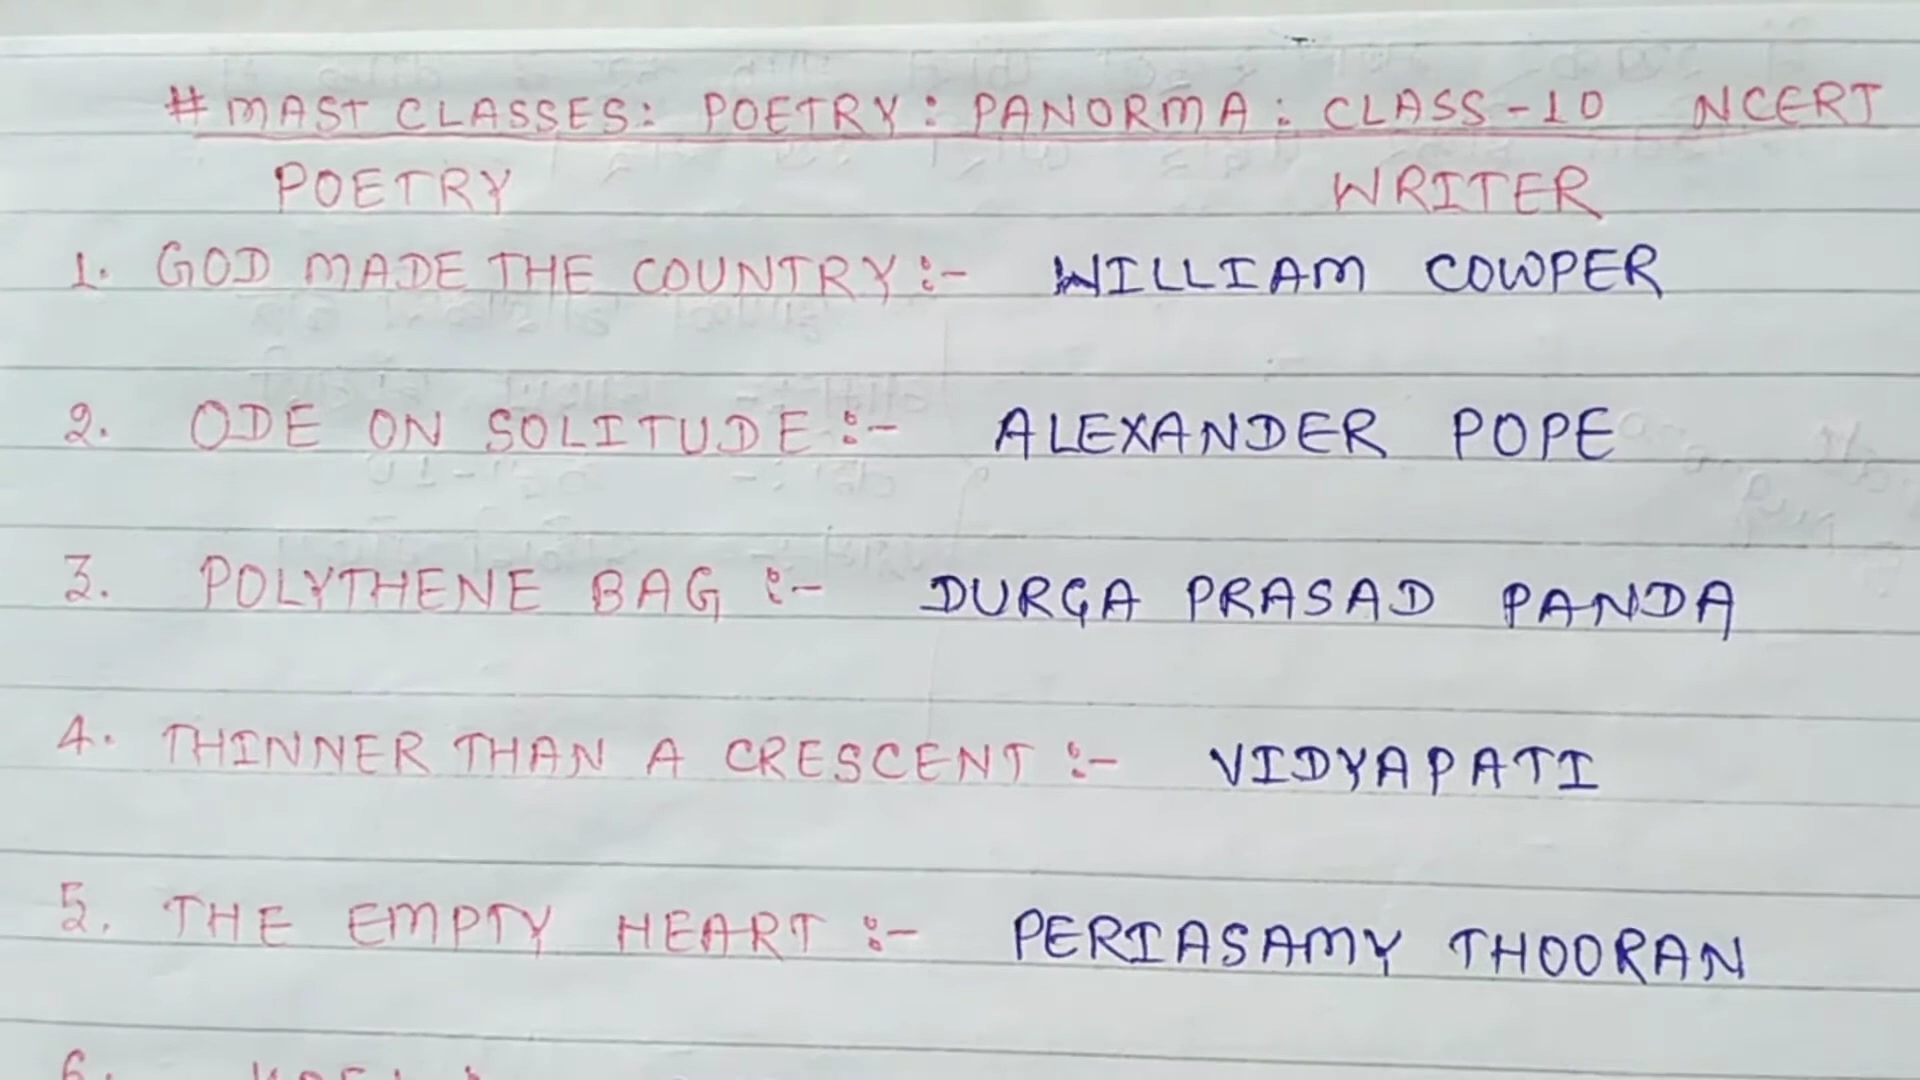 # MAST CLASSES: POETRY: PANORMA: CLASS-10 NCERT
POETRY WRITER
1. GOD MADE THE COUNTRY:- WILLIAM COWPER
2. ODE ON SOLITUDE:- ALEXANDER POPE
3. POLYTHENE BAG :- DURGA PRASAD PANDA
4. THINNER THAN A CRESCENT :- VIDYAPATI
5. THE EMPTY HEART :- PERIASAMY THOORAN
6.